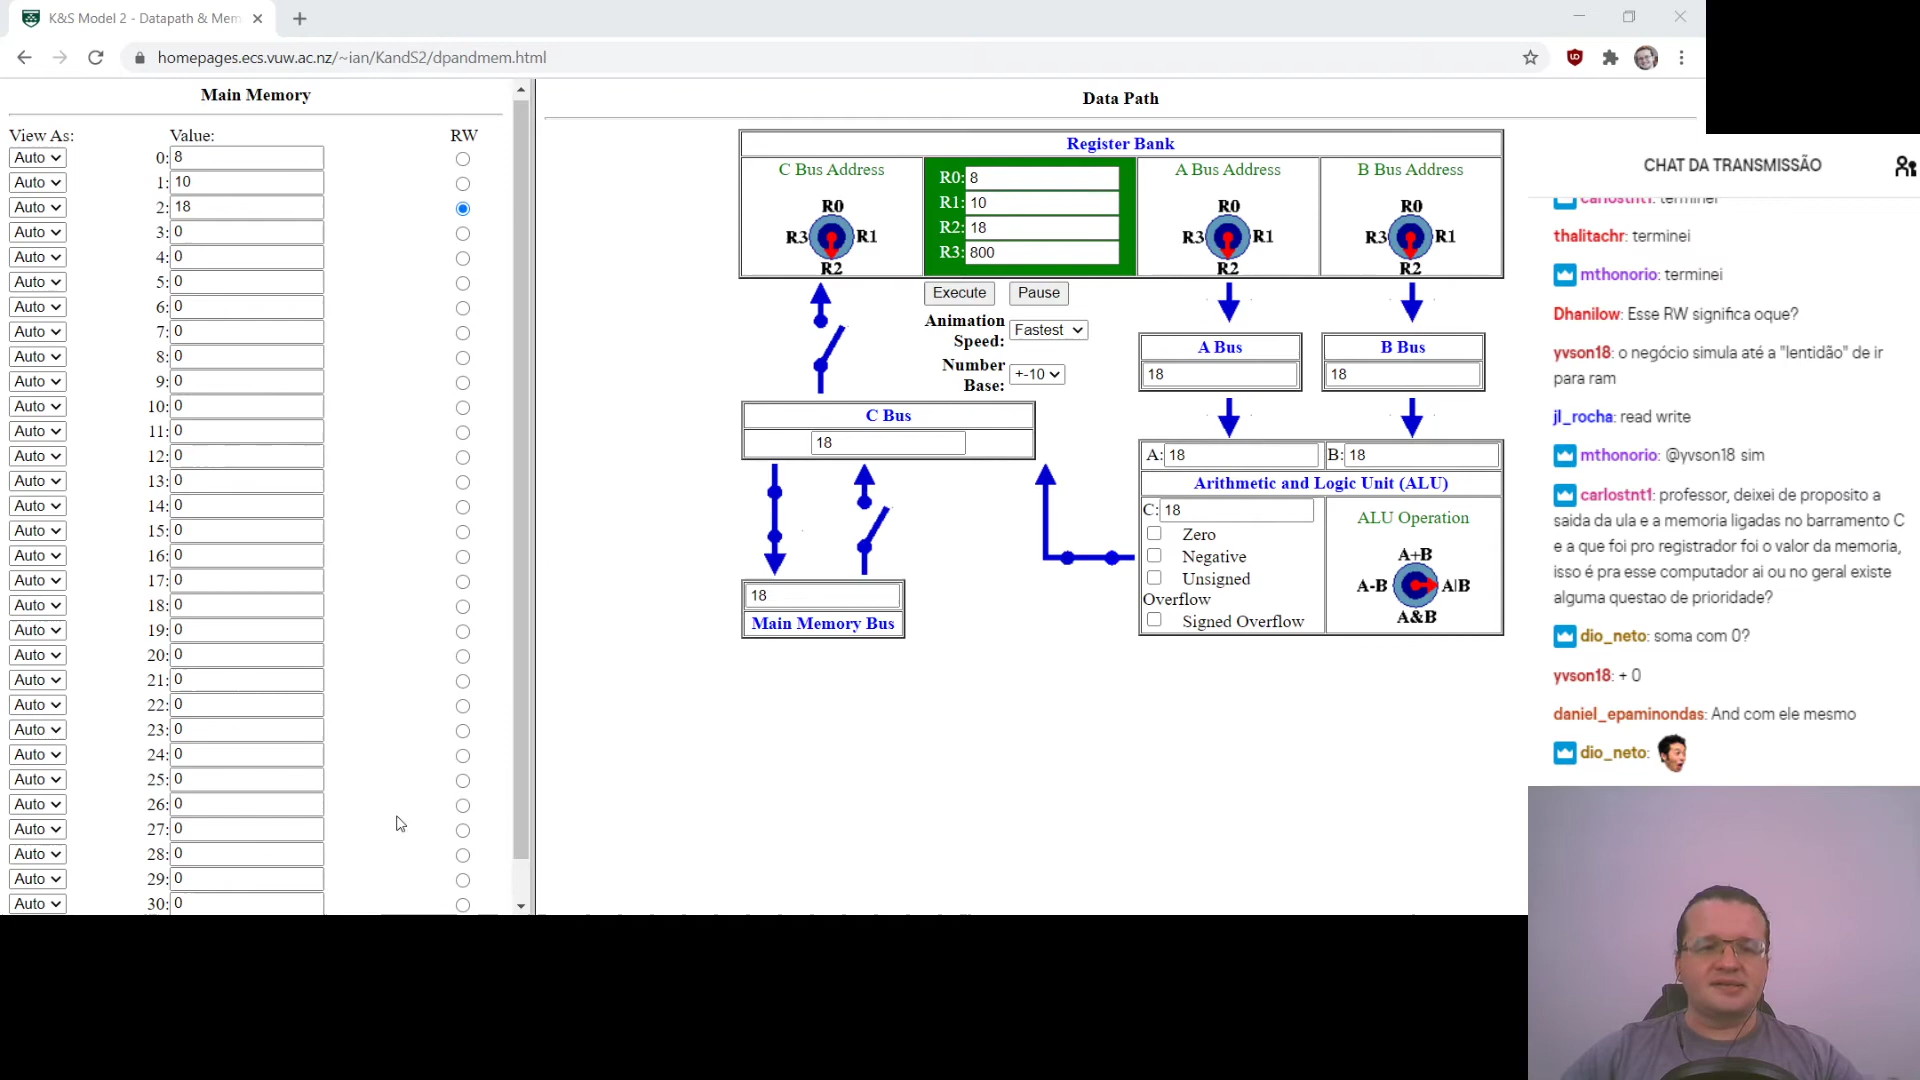 K&S Model 2 - Datapath & Mem
homepages.ecs.vuw.ac.nz/~ian/KandS2/dpandmem.html
Main Memory
View As: Value: RW
Auto 0: 8
Auto 1: 10
Auto 2: 18
Auto 3: 0
Auto 4: 0
Auto 5: 0
Auto 6: 0
Auto 7: 0
Auto 8: 0
Auto 9: 0
Auto 10: 0
Auto 11: 0
Auto 12: 0
Auto 13: 0
Auto 14: 0
Auto 15: 0
Auto 16: 0
Auto 17: 0
Auto 18: 0
Auto 19: 0
Auto 20: 0
Auto 21: 0
Auto 22: 0
Auto 23: 0
Auto 24: 0
Auto 25: 0
Auto 26: 0
Auto 27: 0
Auto 28: 0
Auto 29: 0
Auto 30: 0
Data Path
Register Bank
C Bus Address
R0
R3 R1
R2
R0: 8
R1: 10
R2: 18
R3: 800
A Bus Address
R0
R3 R1
R2
B Bus Address
R0
R3 R1
R2
Execute Pause
Animation
Speed: Fastest
Number
Base: +-10
A Bus
18
B Bus
18
C Bus
18
A: 18 B: 18
Arithmetic and Logic Unit (ALU)
C: 18
Zero
Negative
Unsigned
Overflow
Signed Overflow
ALU Operation
A+B
A-B A|B
A&B
18
Main Memory Bus
CHAT DA TRANSMISSÃO
carlostnt1: terminei
thalitachr: terminei
mthonorio: terminei
Dhanilow: Esse RW significa oque?
yvson18: o negócio simula até a "lentidão" de ir
para ram
jl_rocha: read write
mthonorio: @yvson18 sim
carlostnt1: professor, deixei de proposito a
saida da ula e a memoria ligadas no barramento C
e a que foi pro registrador foi o valor da memoria,
isso é pra esse computador ai ou no geral existe
alguma questao de prioridade?
dio_neto: soma com 0?
yvson18: + 0
daniel_epaminondas: And com ele mesmo
dio_neto: